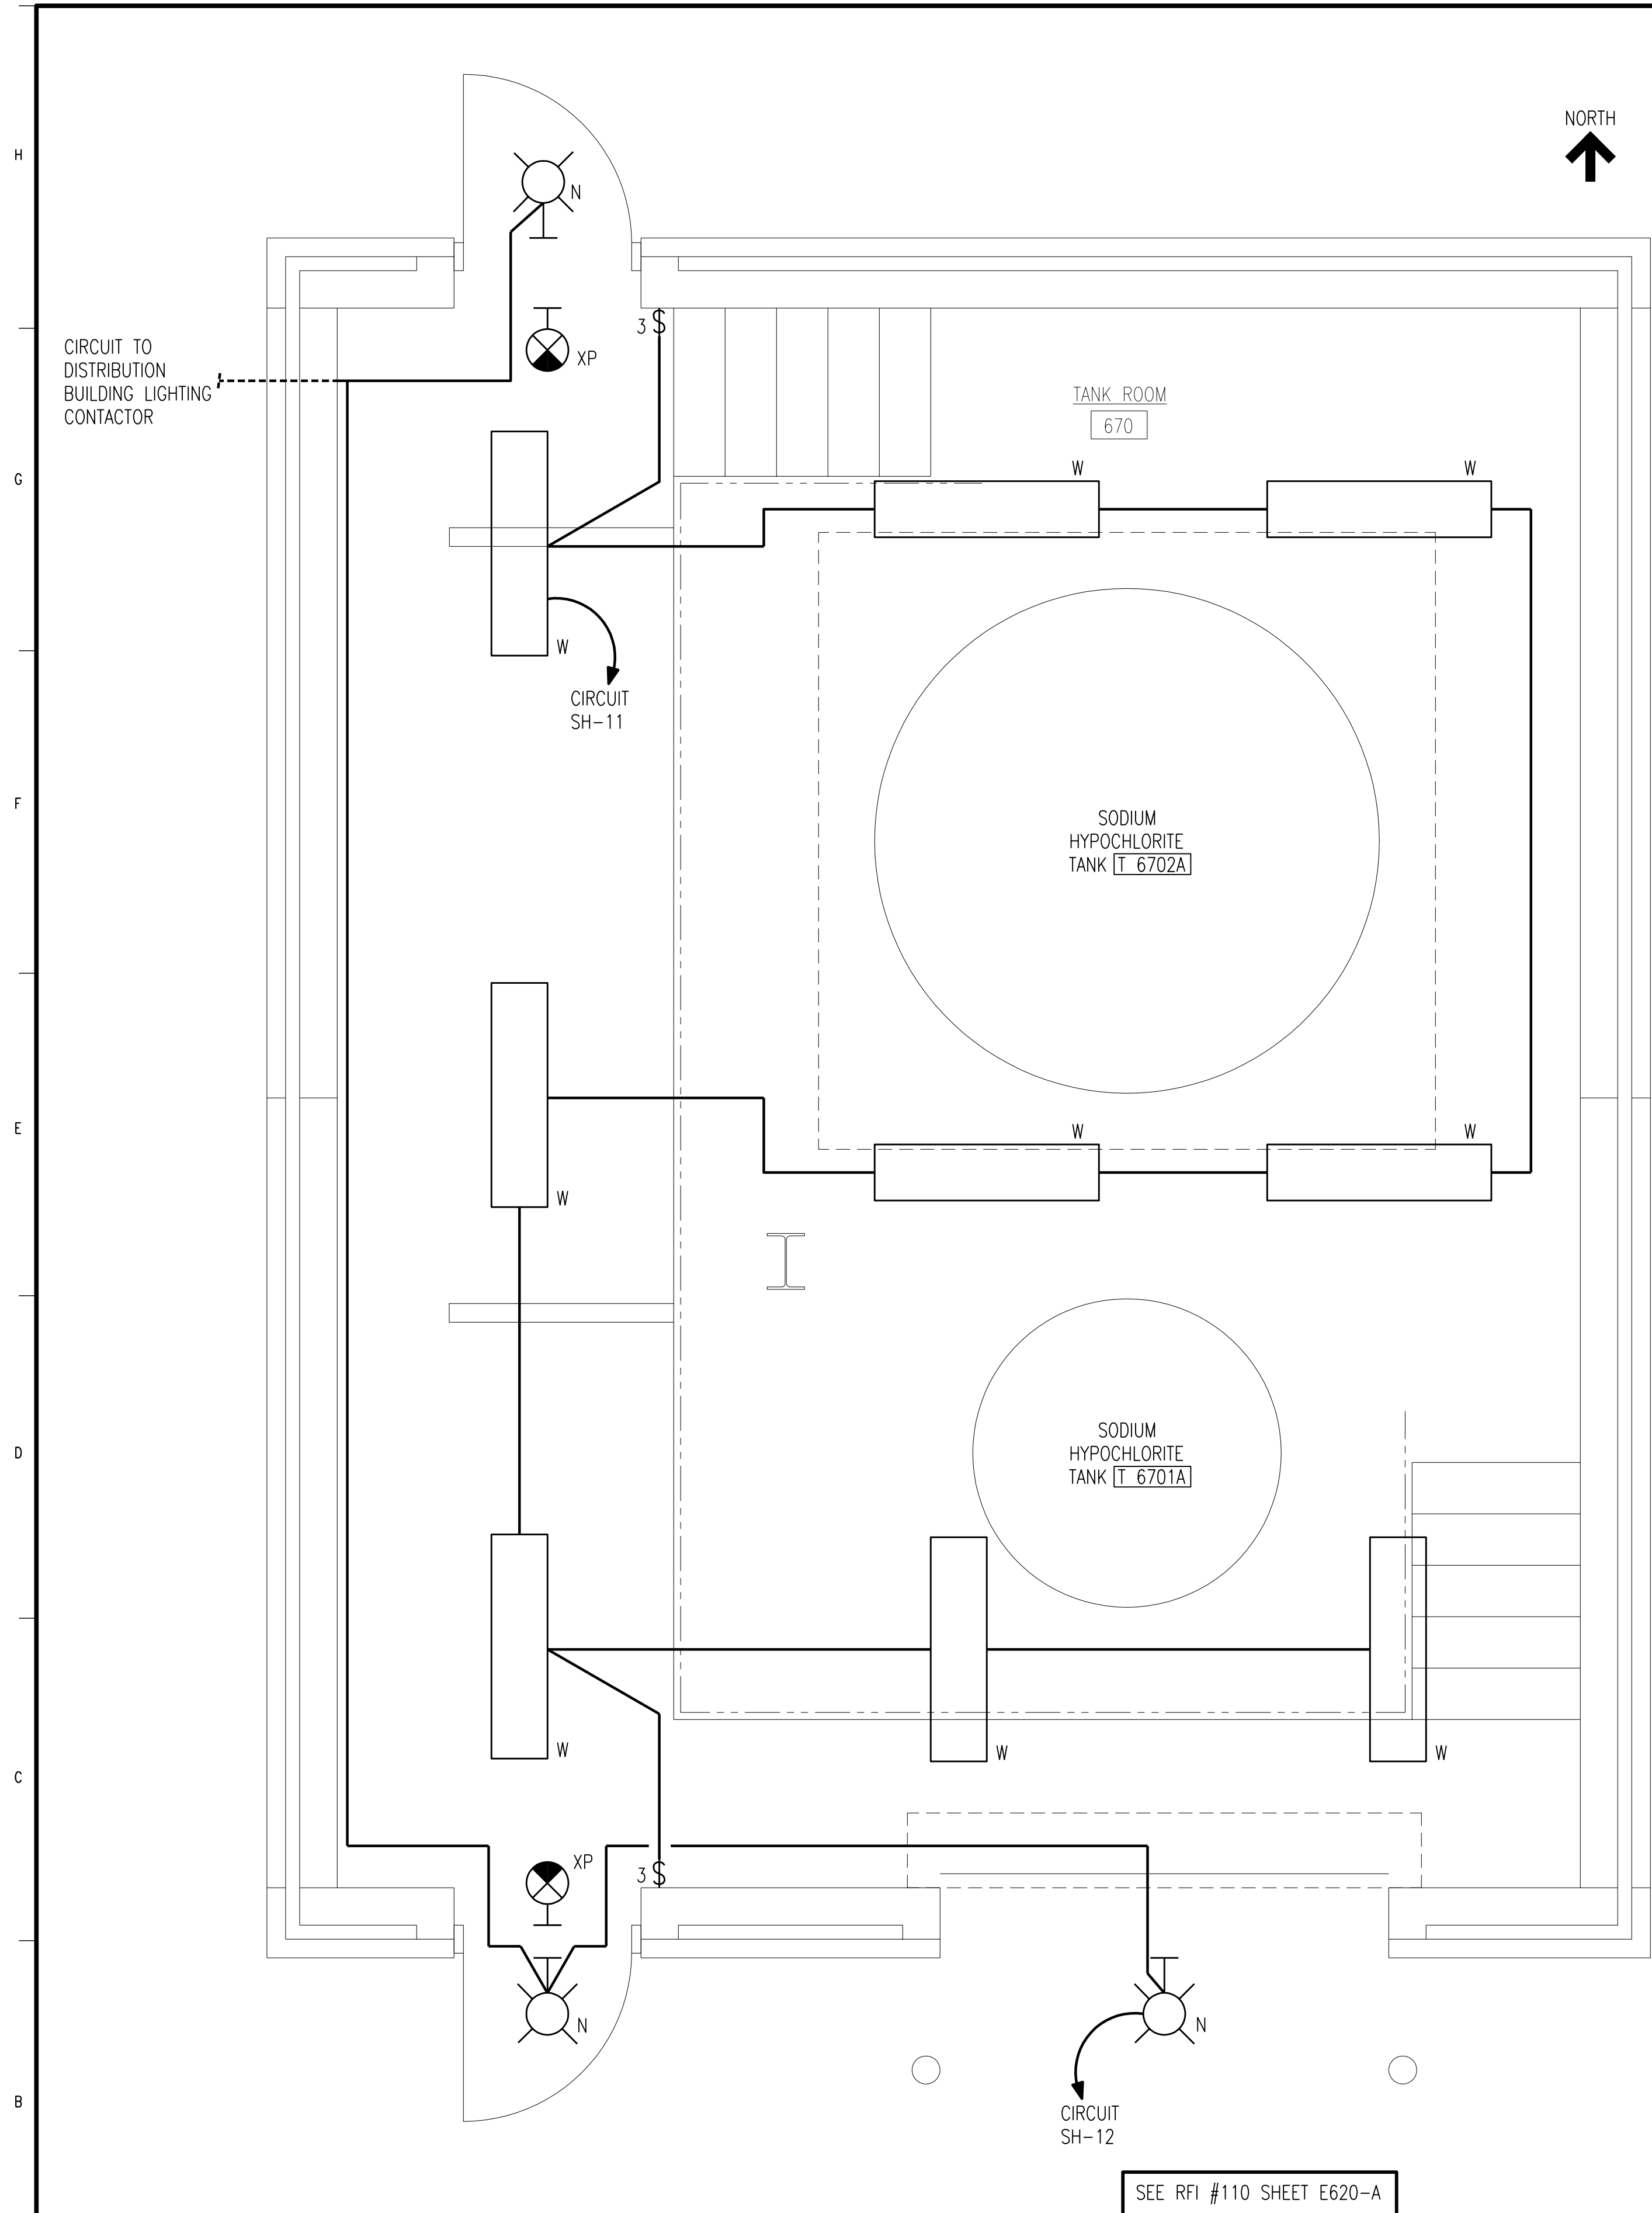 NORTH
H
N
3 $
XP
CIRCUIT TO
DISTRIBUTION
BUILDING LIGHTING
CONTACTOR
TANK ROOM
670
G
W
W
W
CIRCUIT
SH-11
F
SODIUM
HYPOCHLORITE
TANK T 6702A
E
W
W
W
D
SODIUM
HYPOCHLORITE
TANK T 6701A
W
W
W
C
XP
3 $
N
N
B
CIRCUIT
SH-12
SEE RFI #110 SHEET E620-A